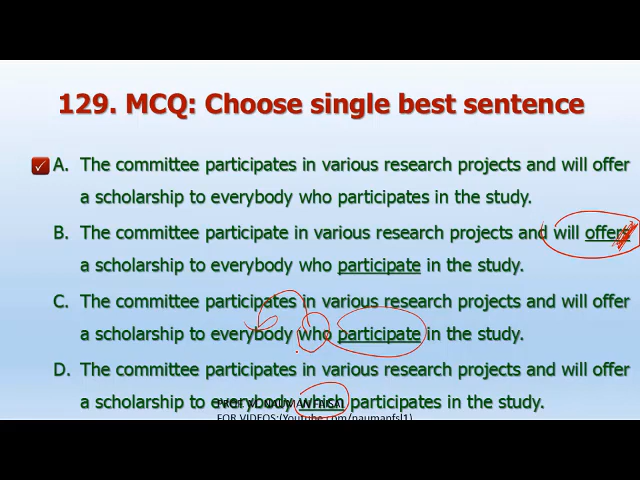 129. MCQ: Choose single best sentence
A. The committee participates in various research projects and will offer
a scholarship to everybody who participates in the study.
B. The committee participate in various research projects and will offers
a scholarship to everybody who participate in the study.
C. The committee participates in various research projects and will offer
a scholarship to everybody who participate in the study.
D. The committee participates in various research projects and will offer
a scholarship to everybody which participates in the study.
FOR VIDEOS:(Youtube.com/naumanfsl1)